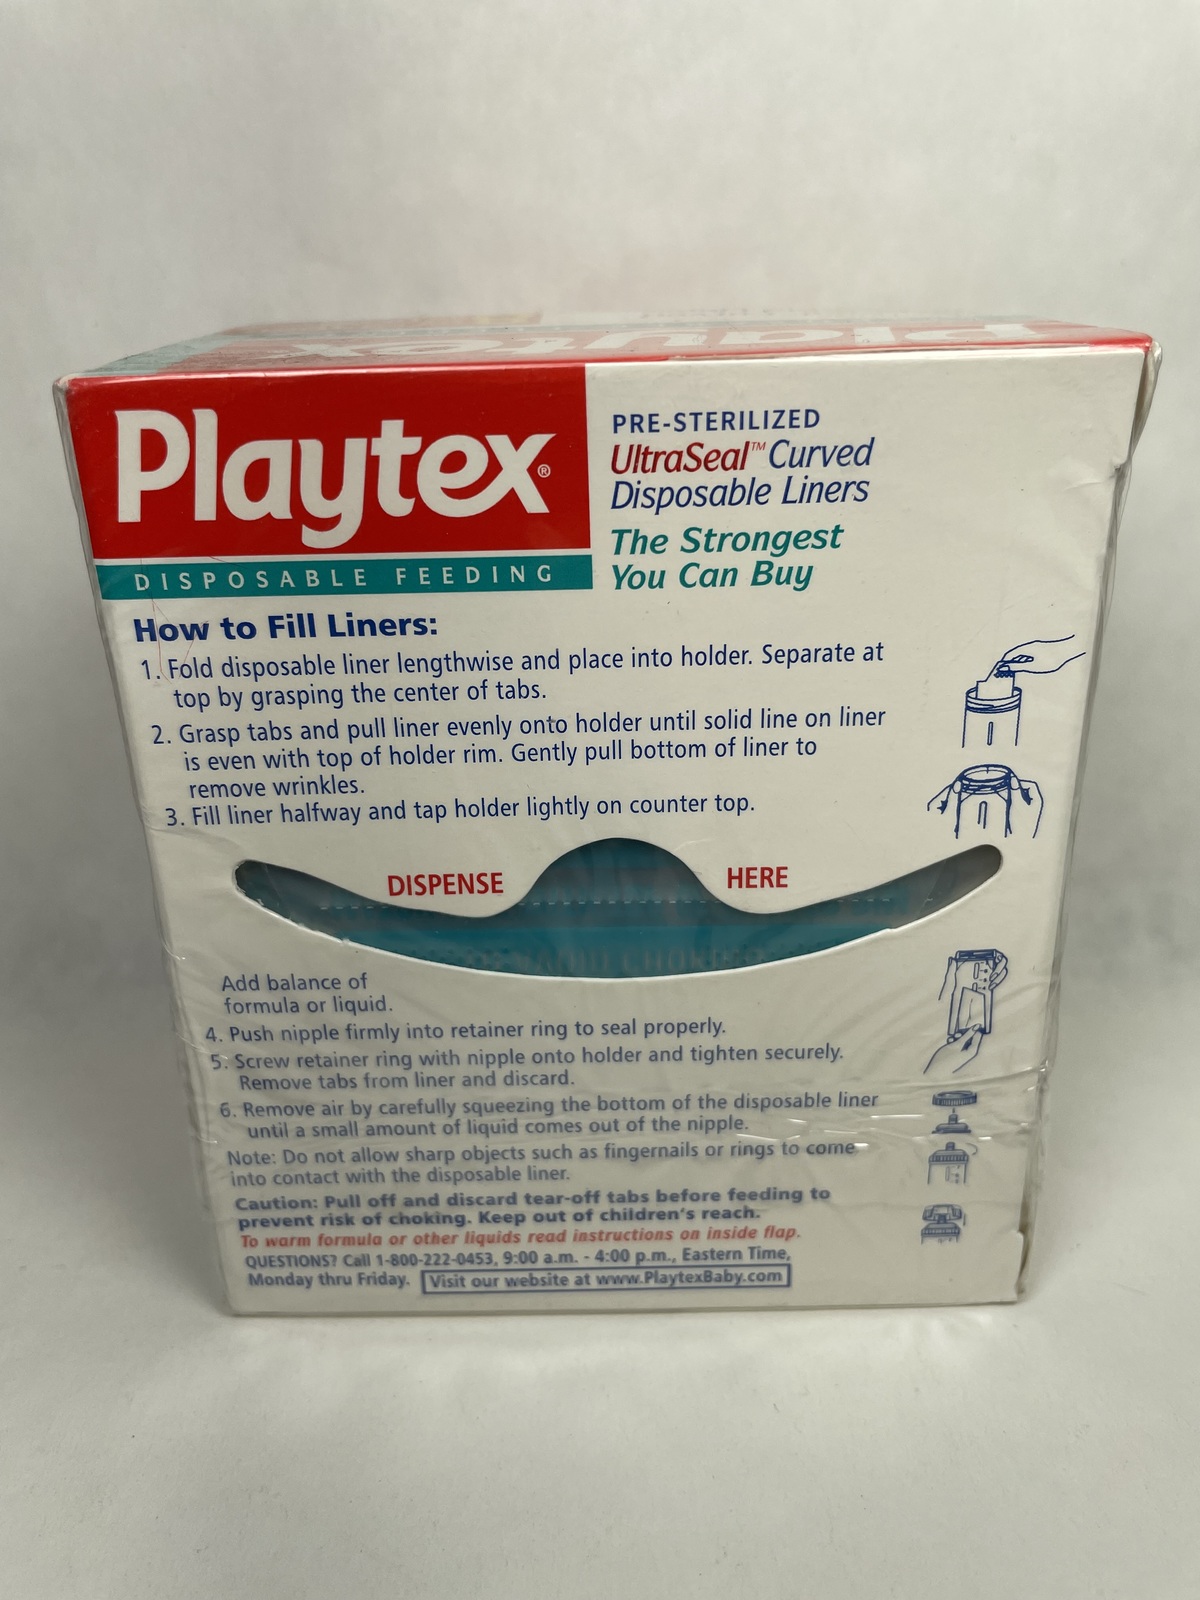 Playtex
Playtex®
DISPOSABLE FEEDING
PRE-STERILIZED
UltraSeal™ Curved
Disposable Liners
The Strongest
You Can Buy
How to Fill Liners:
1. Fold disposable liner lengthwise and place into holder. Separate at
top by grasping the center of tabs.
2. Grasp tabs and pull liner evenly onto holder until solid line on liner
is even with top of holder rim. Gently pull bottom of liner to
remove wrinkles.
3. Fill liner halfway and tap holder lightly on counter top.
DISPENSE HERE
Add balance of
formula or liquid.
4. Push nipple firmly into retainer ring to seal properly.
5. Screw retainer ring with nipple onto holder and tighten securely.
Remove tabs from liner and discard.
6. Remove air by carefully squeezing the bottom of the disposable liner
until a small amount of liquid comes out of the nipple.
Note: Do not allow sharp objects such as fingernails or rings to come
into contact with the disposable liner.
Caution: Pull off and discard tear-off tabs before feeding to
prevent risk of choking. Keep out of children's reach.
To warm formula or other liquids read instructions on inside flap.
QUESTIONS? Call 1-800-222-0453, 9:00 a.m. - 4:00 p.m., Eastern Time,
Monday thru Friday. Visit our website at www.PlaytexBaby.com